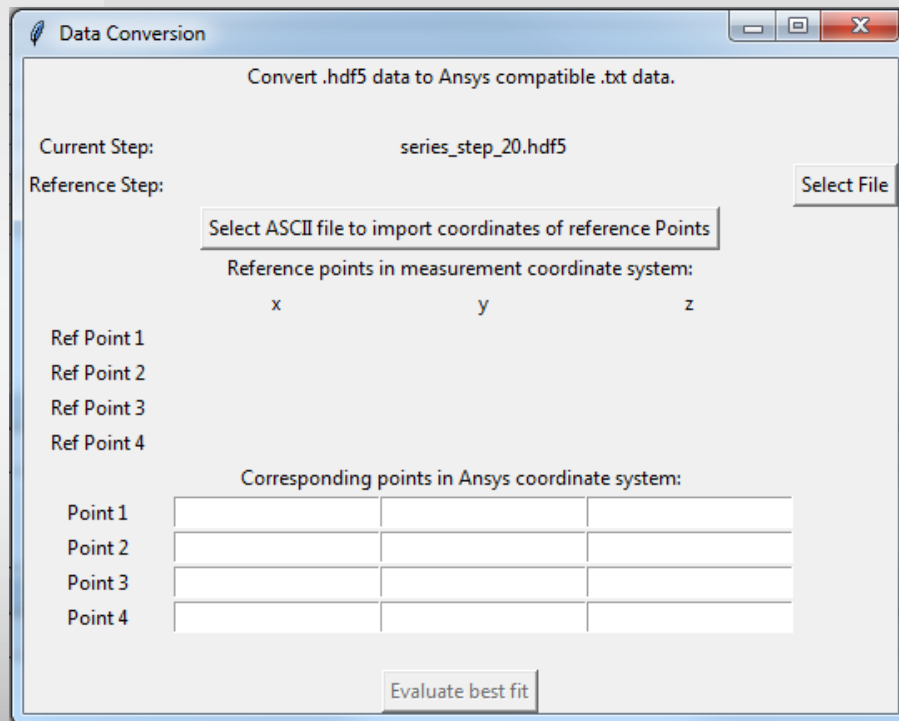 Data Conversion
Convert .hdf5 data to Ansys compatible .txt data.
Current Step: series_step_20.hdf5
Reference Step: Select File
Select ASCII file to import coordinates of reference Points
Reference points in measurement coordinate system:
x y z
Ref Point 1
Ref Point 2
Ref Point 3
Ref Point 4
Corresponding points in Ansys coordinate system:
Point 1
Point 2
Point 3
Point 4
Evaluate best fit